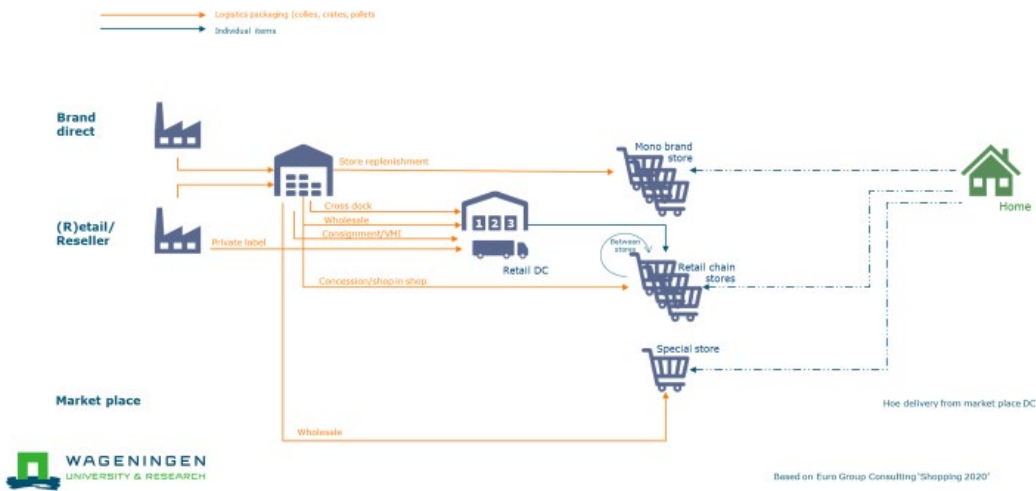 Logistics packaging (collies, crates, pallets
Individual items
Brand
direct
Mono brand
store
Store replenishment
Home
Cross dock
(R)etail/
Reseller
Wholesale
1 2 3
Consignment/VMI
Private label
Between
stores
Retail DC
Retail chain
stores
Concession/shop in shop
Special store
Market place
Hoe delivery from market place DC
Wholesale
WAGENINGEN
UNIVERSITY & RESEARCH
Based on Euro Group Consulting 'Shopping 2020'